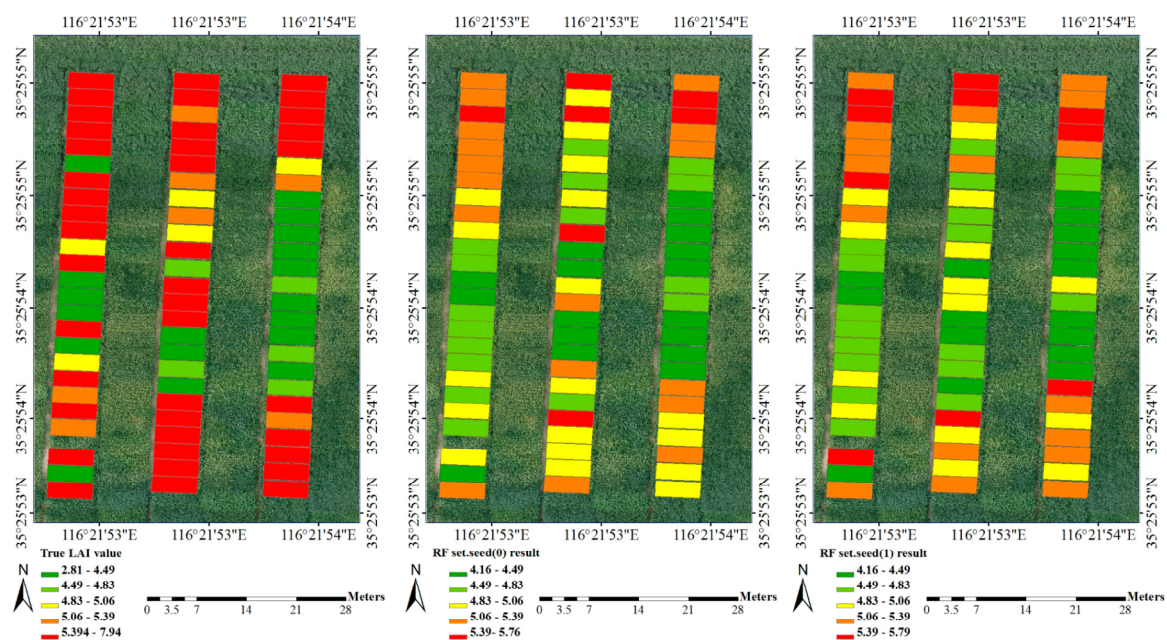 116°21'53"E 116°21'53"E 116°21'54"E
116°21'53"E 116°21'53"E 116°21'54"E
116°21'53"E 116°21'53"E 116°21'54"E
35°25'55"N 35°25'55"N 35°25'54"N 35°25'54"N 35°25'53"N
35°25'55"N 35°25'55"N 35°25'54"N 35°25'54"N 35°25'53"N
35°25'55"N 35°25'55"N 35°25'54"N 35°25'54"N 35°25'53"N
35°25'55"N 35°25'55"N 35°25'54"N 35°25'54"N 35°25'53"N
35°25'55"N 35°25'55"N 35°25'54"N 35°25'54"N 35°25'53"N
35°25'55"N 35°25'55"N 35°25'54"N 35°25'54"N 35°25'53"N
116°21'53"E 116°21'53"E 116°21'54"E
116°21'53"E 116°21'53"E 116°21'54"E
116°21'53"E 116°21'53"E 116°21'54"E
True LAI value
2.81 - 4.49
4.49 - 4.83
4.83 - 5.06
5.06 - 5.39
5.394 - 7.94
N
Meters
0 3.5 7 14 21 28
RF set.seed(0) result
4.16 - 4.49
4.49 - 4.83
4.83 - 5.06
5.06 - 5.39
5.39- 5.76
N
Meters
0 3.5 7 14 21 28
RF set.seed(1) result
4.16 - 4.49
4.49 - 4.83
4.83 - 5.06
5.06 - 5.39
5.39 - 5.79
N
Meters
0 3.5 7 14 21 28